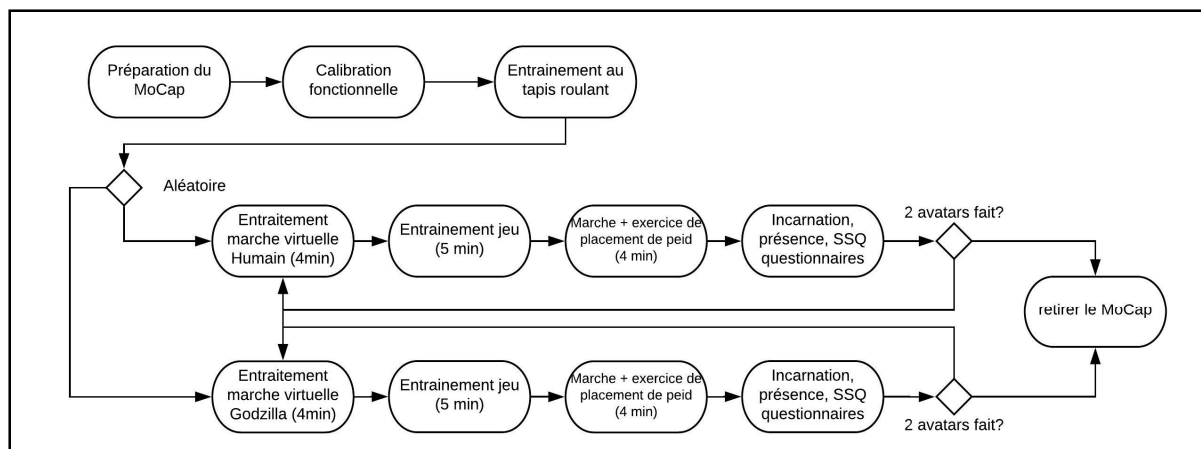 Préparation du
MoCap
Calibration
fonctionnelle
Entrainement au
tapis roulant
Aléatoire
Entraitement
marche virtuelle
Humain (4min)
Entrainement jeu
(5 min)
Marche + exercice de
placement de peid
(4 min)
Incarnation,
présence, SSQ
questionnaires
2 avatars fait?
retirer le MoCap
Entraitement
marche virtuelle
Godzilla (4min)
Entrainement jeu
(5 min)
Marche + exercice de
placement de peid
(4 min)
Incarnation,
présence, SSQ
questionnaires
2 avatars fait?